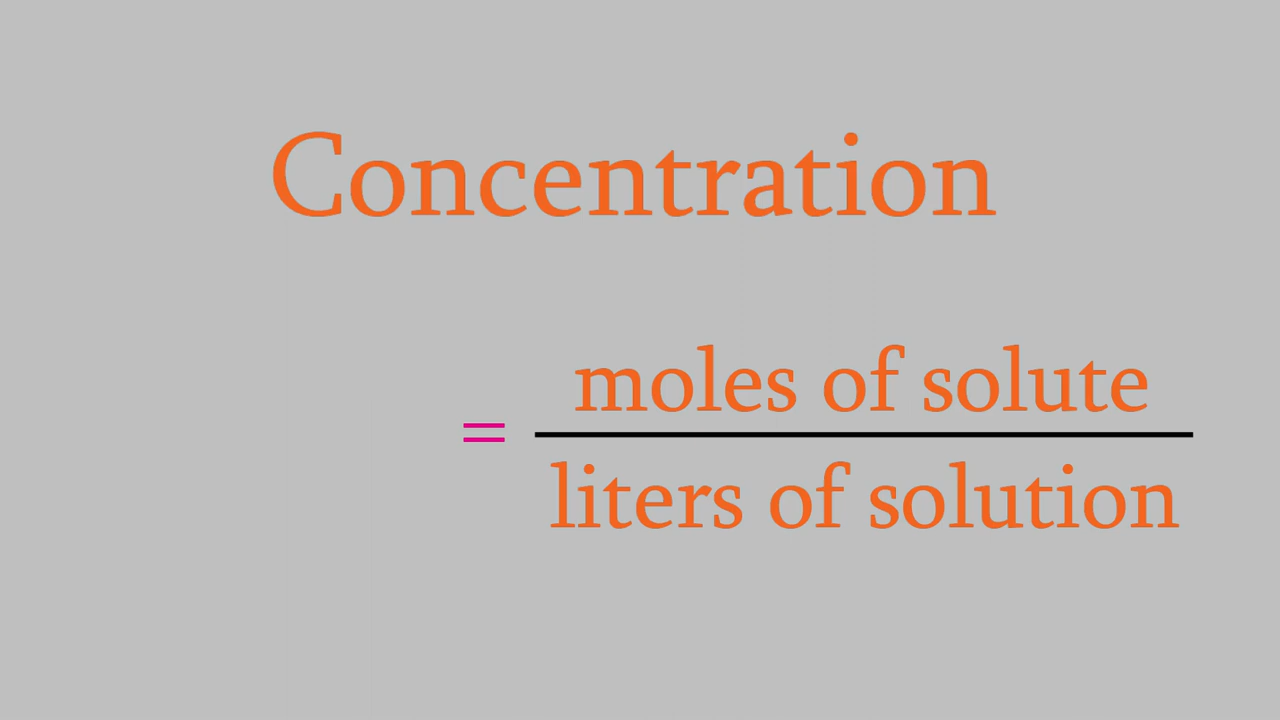 Concentration
moles of solute
=
liters of solution